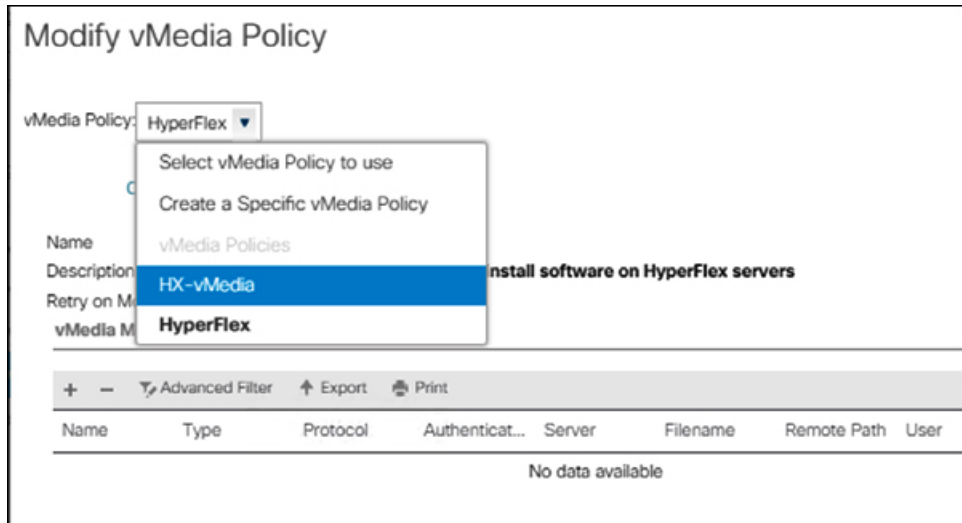 Modify vMedia Policy
vMedia Policy: HyperFlex
Select vMedia Policy to use
Create a Specific vMedia Policy
Name
vMedia Policies
Description
HX-vMedia
nstall software on HyperFlex servers
Retry on M
HyperFlex
vMedia M
+ − Advanced Filter Export Print
Name Type Protocol Authenticat... Server Filename Remote Path User
No data available